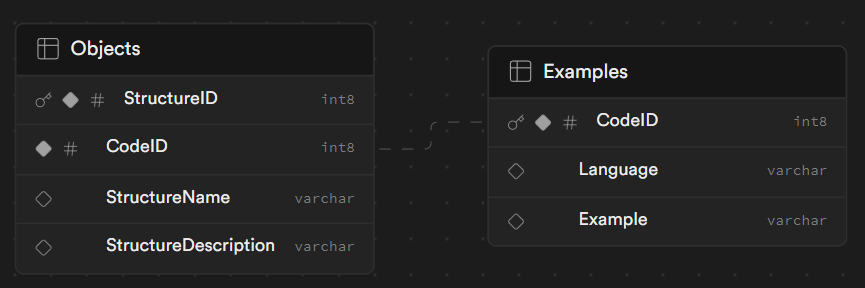 Objects
StructureID int8
CodeID int8
StructureName varchar
StructureDescription varchar
Examples
CodeID int8
Language varchar
Example varchar